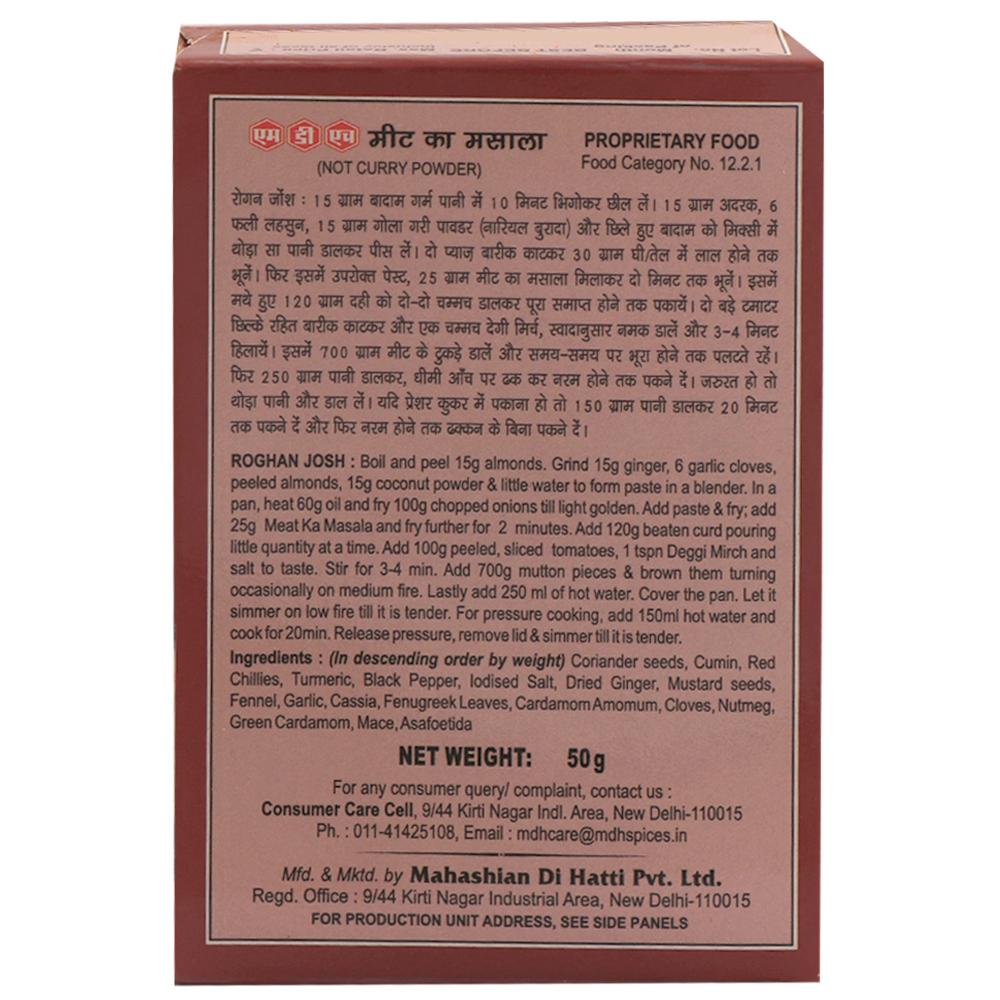 Lot No. Month
of Packing
BEST BEFORE
Max. Retail Price ₹
(Inclusive of all taxes)
एम डी एच मीट का मसाला
(NOT CURRY POWDER)
PROPRIETARY FOOD
Food Category No. 12.2.1
रोगन जोंश : 15 ग्राम बादाम गर्म पानी में 10 मिनट भिगोकर छील लें। 15 ग्राम अदरक, 6
फली लहसुन, 15 ग्राम गोला गरी पावडर (नारियल बुरादा) और छिले हुए बादाम को मिक्सी में
थोड़ा सा पानी डालकर पीस लें। दो प्याज़ बारीक काटकर 30 ग्राम घी/तेल में लाल होने तक
भूनें। फिर इसमें उपरोक्त पेस्ट, 25 ग्राम मीट का मसाला मिलाकर दो मिनट तक भूनें। इसमें
मथे हुए 120 ग्राम दही को दो-दो चम्मच डालकर पूरा समाप्त होने तक पकायें। दो बड़े टमाटर
छिल्के रहित बारीक काटकर और एक चम्मच देगी मिर्च, स्वादानुसार नमक डालें और 3-4 मिनट
हिलायें। इसमें 700 ग्राम मीट के टुकड़े डालें और समय-समय पर भूरा होने तक पलटते रहें।
फिर 250 ग्राम पानी डालकर, धीमी आँच पर ढक कर नरम होने तक पकने दें। जरुरत हो तो
थोड़ा पानी और डाल लें। यदि प्रेशर कुकर में पकाना हो तो 150 ग्राम पानी डालकर 20 मिनट
तक पकने दें और फिर नरम होने तक ढक्कन के बिना पकने दें।
ROGHAN JOSH : Boil and peel 15g almonds. Grind 15g ginger, 6 garlic cloves,
peeled almonds, 15g coconut powder & little water to form paste in a blender. In a
pan, heat 60g oil and fry 100g chopped onions till light golden. Add paste & fry; add
25g Meat Ka Masala and fry further for 2 minutes. Add 120g beaten curd pouring
little quantity at a time. Add 100g peeled, sliced tomatoes, 1 tspn Deggi Mirch and
salt to taste. Stir for 3-4 min. Add 700g mutton pieces & brown them turning
occasionally on medium fire. Lastly add 250 ml of hot water. Cover the pan. Let it
simmer on low fire till it is tender. For pressure cooking, add 150ml hot water and
cook for 20min. Release pressure, remove lid & simmer till it is tender.
Ingredients : (In descending order by weight) Coriander seeds, Cumin, Red
Chillies, Turmeric, Black Pepper, Iodised Salt, Dried Ginger, Mustard seeds,
Fennel, Garlic, Cassia, Fenugreek Leaves, Cardamom Amomum, Cloves, Nutmeg,
Green Cardamom, Mace, Asafoetida
NET WEIGHT: 50g
For any consumer query/ complaint, contact us :
Consumer Care Cell, 9/44 Kirti Nagar Indl. Area, New Delhi-110015
Ph. : 011-41425108, Email : mdhcare@mdhspices.in
Mfd. & Mktd. by Mahashian Di Hatti Pvt. Ltd.
Regd. Office : 9/44 Kirti Nagar Industrial Area, New Delhi-110015
FOR PRODUCTION UNIT ADDRESS, SEE SIDE PANELS